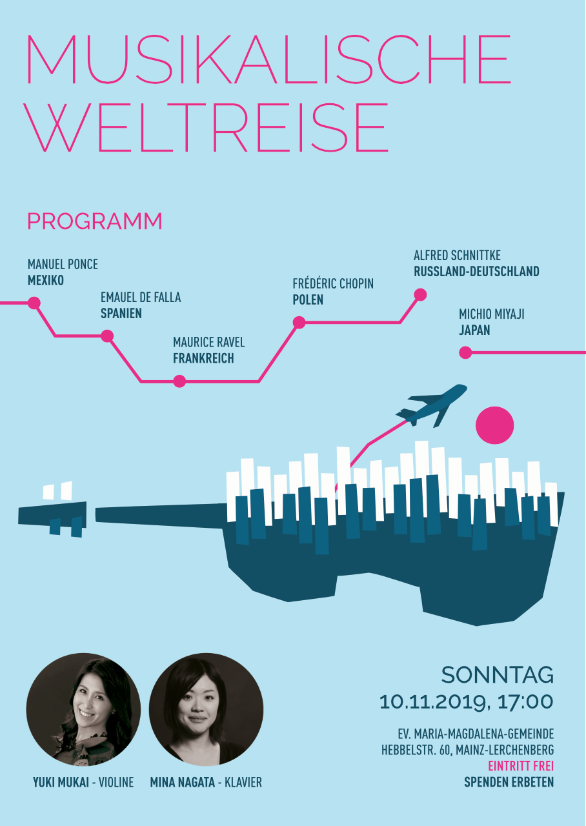 MUSIKALISCHE
WELTREISE
PROGRAMM
MANUEL PONCE
MEXIKO
EMAUEL DE FALLA
SPANIEN
MAURICE RAVEL
FRANKREICH
FRÉDÉRIC CHOPIN
POLEN
ALFRED SCHNITTKE
RUSSLAND-DEUTSCHLAND
MICHIO MIYAJI
JAPAN
SONNTAG
10.11.2019, 17:00
EV. MARIA-MAGDALENA-GEMEINDE
HEBBELSTR. 60, MAINZ-LERCHENBERG
EINTRITT FREI
SPENDEN ERBETEN
YUKI MUKAI - VIOLINE
MINA NAGATA - KLAVIER